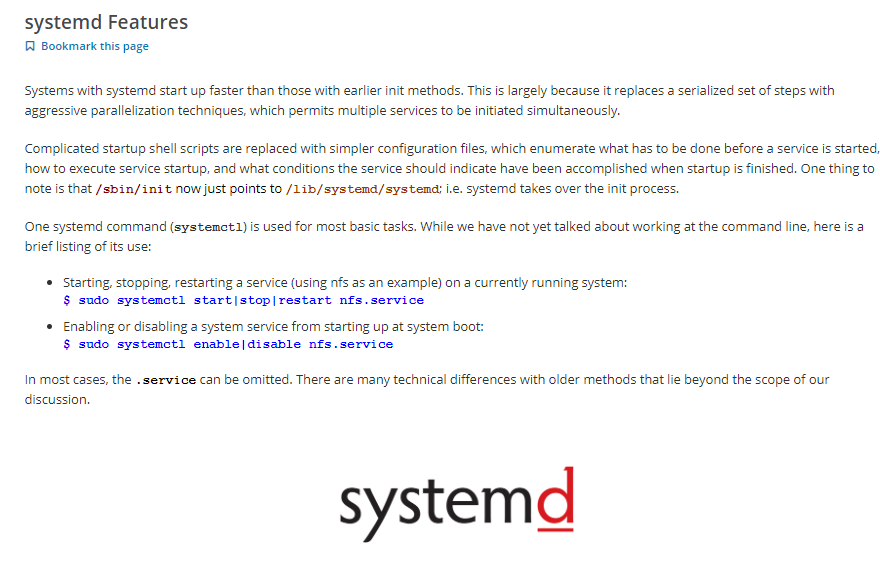 systemd Features
Bookmark this page
Systems with systemd start up faster than those with earlier init methods. This is largely because it replaces a serialized set of steps with
aggressive parallelization techniques, which permits multiple services to be initiated simultaneously.
Complicated startup shell scripts are replaced with simpler configuration files, which enumerate what has to be done before a service is started,
how to execute service startup, and what conditions the service should indicate have been accomplished when startup is finished. One thing to
note is that /sbin/init now just points to /lib/systemd/systemd; i.e. systemd takes over the init process.
One systemd command (systemctl) is used for most basic tasks. While we have not yet talked about working at the command line, here is a
brief listing of its use:
• Starting, stopping, restarting a service (using nfs as an example) on a currently running system:
$ sudo systemctl start|stop|restart nfs.service
• Enabling or disabling a system service from starting up at system boot:
$ sudo systemctl enable|disable nfs.service
In most cases, the .service can be omitted. There are many technical differences with older methods that lie beyond the scope of our
discussion.
systemd